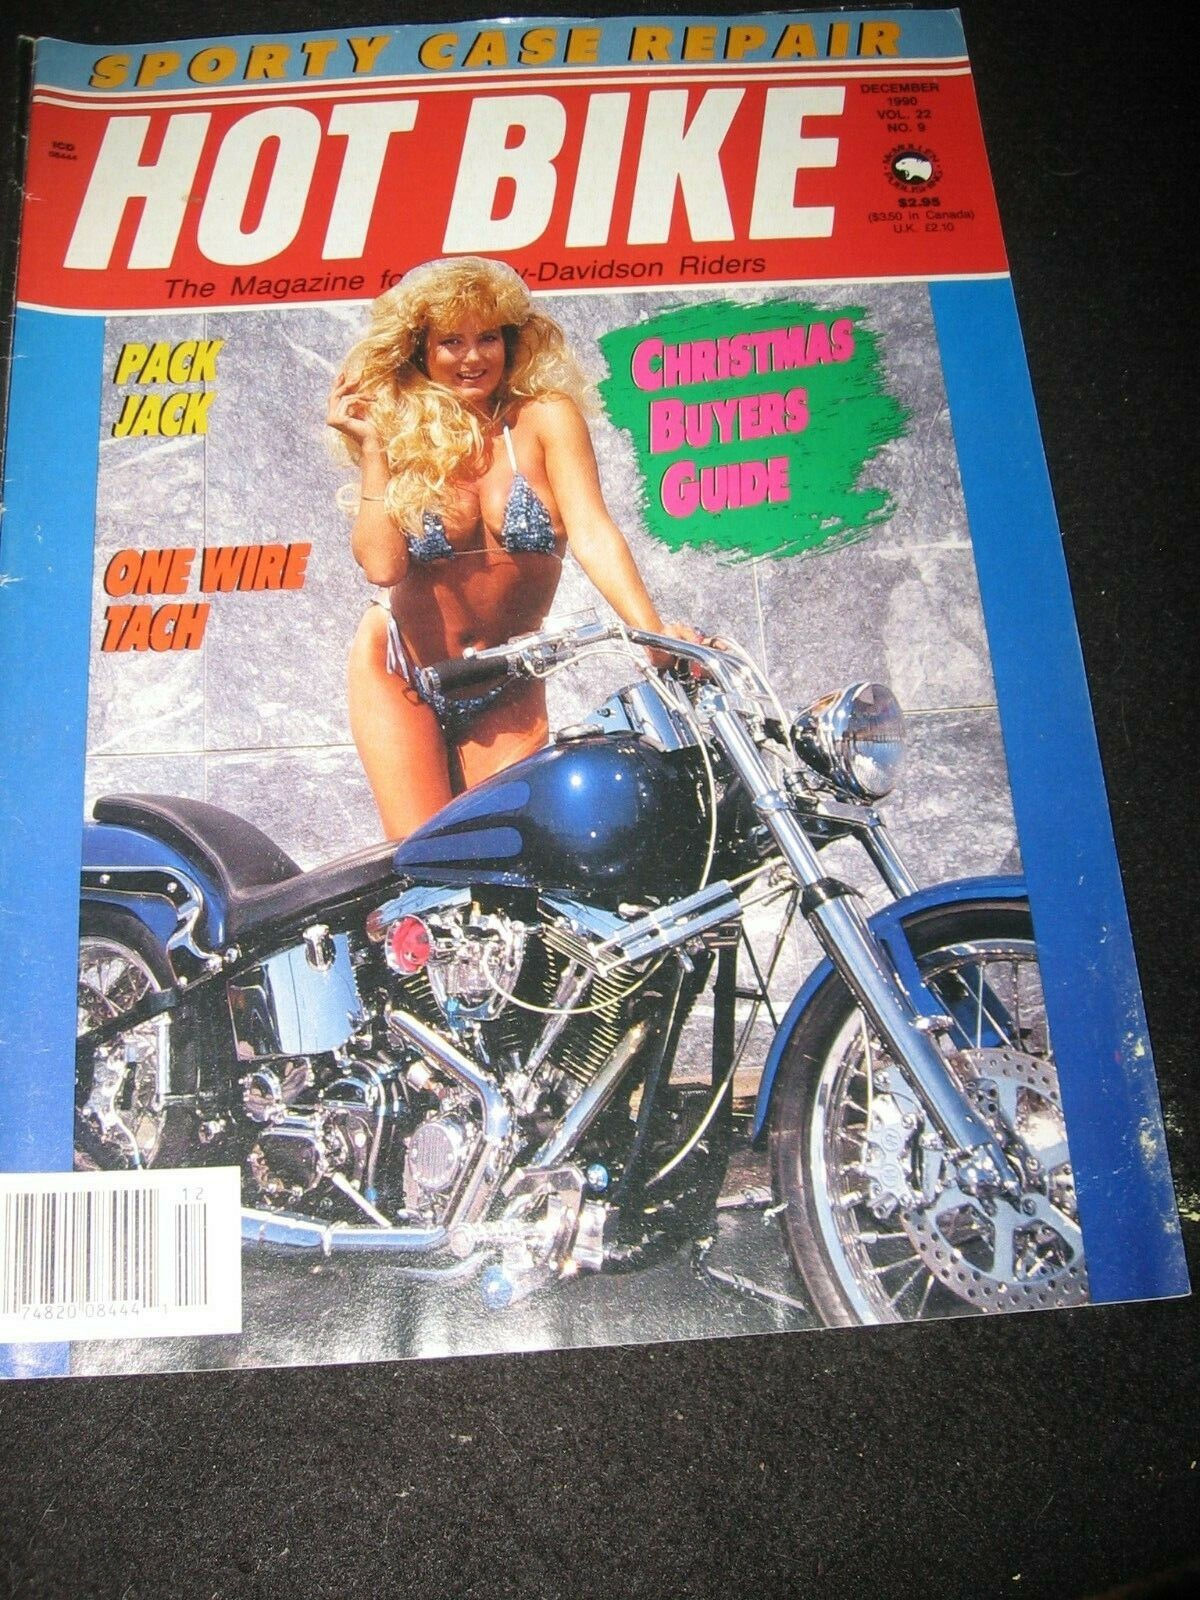 SPORTY CASE REPAIR
ICD
08444
HOT BIKE
DECEMBER
1990
VOL. 22
NO. 9
McMULLEN PUBLISHING
$2.95
($3.50 in Canada)
U.K. £2.10
The Magazine fo y-Davidson Riders
PACK
JACK
CHRISTMAS
BUYERS
GUIDE
ONE WIRE
TACH
12
74820 08444 1